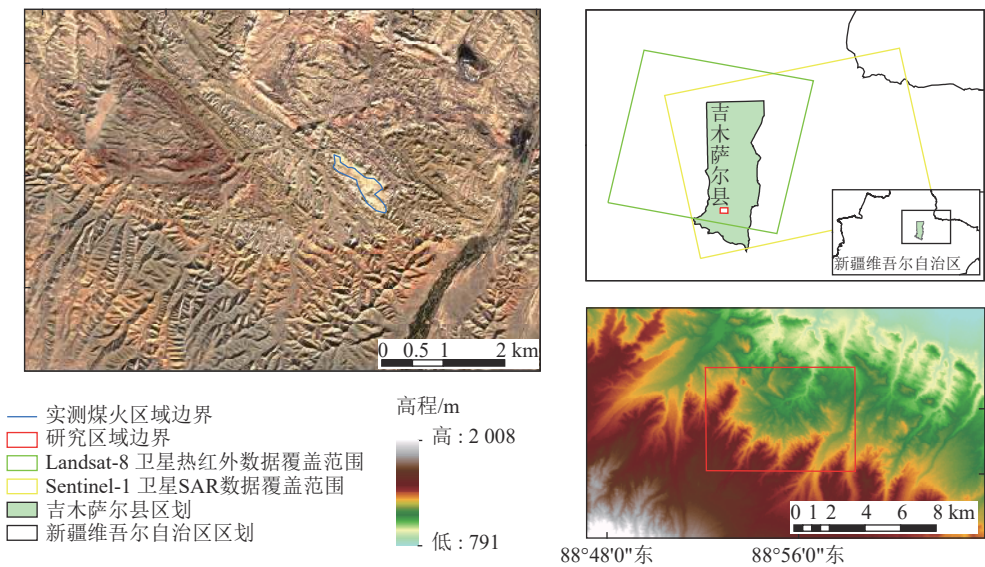 0 0.5 1 2 km
吉木萨尔县
新疆维吾尔自治区
实测煤火区域边界
研究区域边界
Landsat-8 卫星热红外数据覆盖范围
Sentinel-1 卫星SAR数据覆盖范围
吉木萨尔县区划
新疆维吾尔自治区区划
高程/m
高 : 2 008
低 : 791
0 1 2 4 6 8 km
88°48'0"东 88°56'0"东